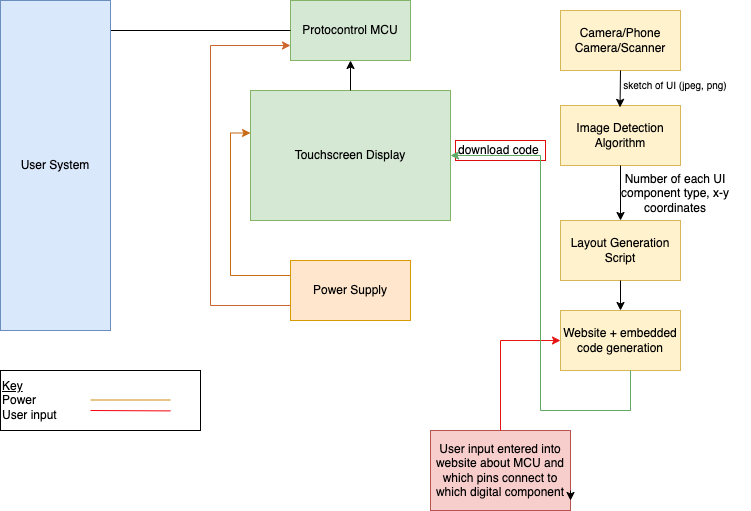 User System
Protocontrol MCU
Touchscreen Display
Power Supply
download code
Camera/Phone
Camera/Scanner
sketch of UI (jpeg, png)
Image Detection
Algorithm
Number of each UI
component type, x-y
coordinates
Layout Generation
Script
Website + embedded
code generation
User input entered into
website about MCU and
which pins connect to
which digital component
Key
Power
User input